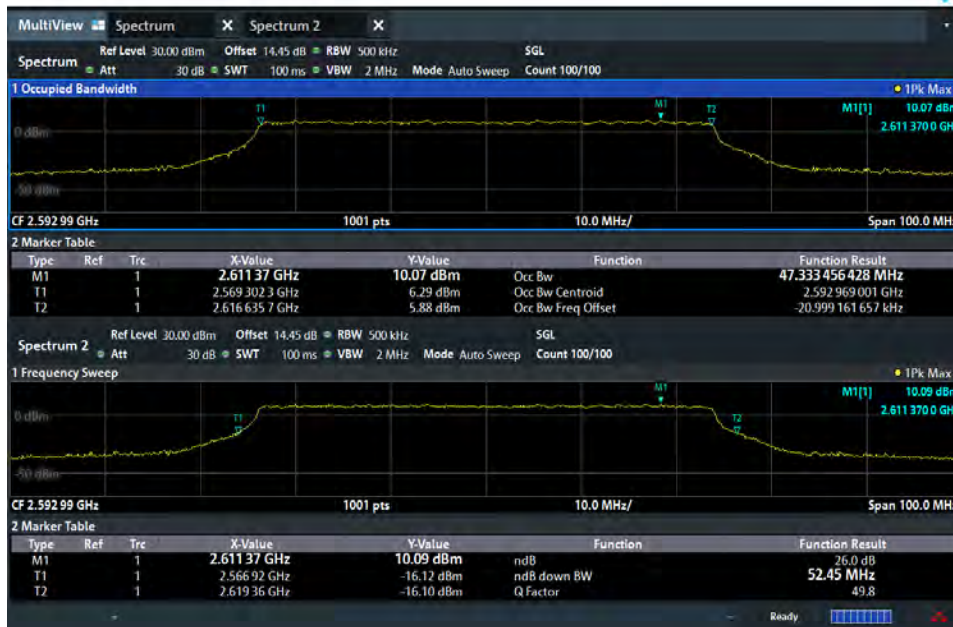 MultiView Spectrum X Spectrum 2 X
Ref Level 30.00 dBm Offset 14.45 dB RBW 500 kHz SGL
Spectrum Att 30 dB SWT 100 ms VBW 2 MHz Mode Auto Sweep Count 100/100
1 Occupied Bandwidth 1Pk Max
T1 M1 T2 M1[1] 10.07 dBm
0 dBm 2.611 370 0 GH
-50 dBm
CF 2.592 99 GHz 1001 pts 10.0 MHz/ Span 100.0 MH
2 Marker Table
Type Ref Trc X-Value Y-Value Function Function Result
M1 1 2.611 37 GHz 10.07 dBm Occ Bw 47.333 456 428 MHz
T1 1 2.569 302 3 GHz 6.29 dBm Occ Bw Centroid 2.592 969 001 GHz
T2 1 2.616 635 7 GHz 5.88 dBm Occ Bw Freq Offset -20.999 161 657 kHz
Ref Level 30.00 dBm Offset 14.45 dB RBW 500 kHz SGL
Spectrum 2 Att 30 dB SWT 100 ms VBW 2 MHz Mode Auto Sweep Count 100/100
1 Frequency Sweep 1Pk Max
M1 M1[1] 10.09 dBm
0 dBm T1 T2 2.611 370 0 GH
-50 dBm
CF 2.592 99 GHz 1001 pts 10.0 MHz/ Span 100.0 MH
2 Marker Table
Type Ref Trc X-Value Y-Value Function Function Result
M1 1 2.611 37 GHz 10.09 dBm ndB 26.0 dB
T1 1 2.566 92 GHz -16.12 dBm ndB down BW 52.45 MHz
T2 1 2.619 36 GHz -16.10 dBm Q Factor 49.8
Ready